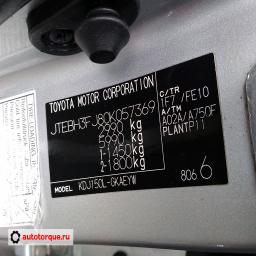 TOYOTA MOTOR CORPORATION
JTEBH3FJ80K057369
2990 kg
5990 kg
1-1450 kg
2-1800 kg
C/TR
1F7 /FE10
A/TM
A02A/A750F
PLANT P11
MODEL KDJ150L-GKAEYW
806 6
autotorque.ru